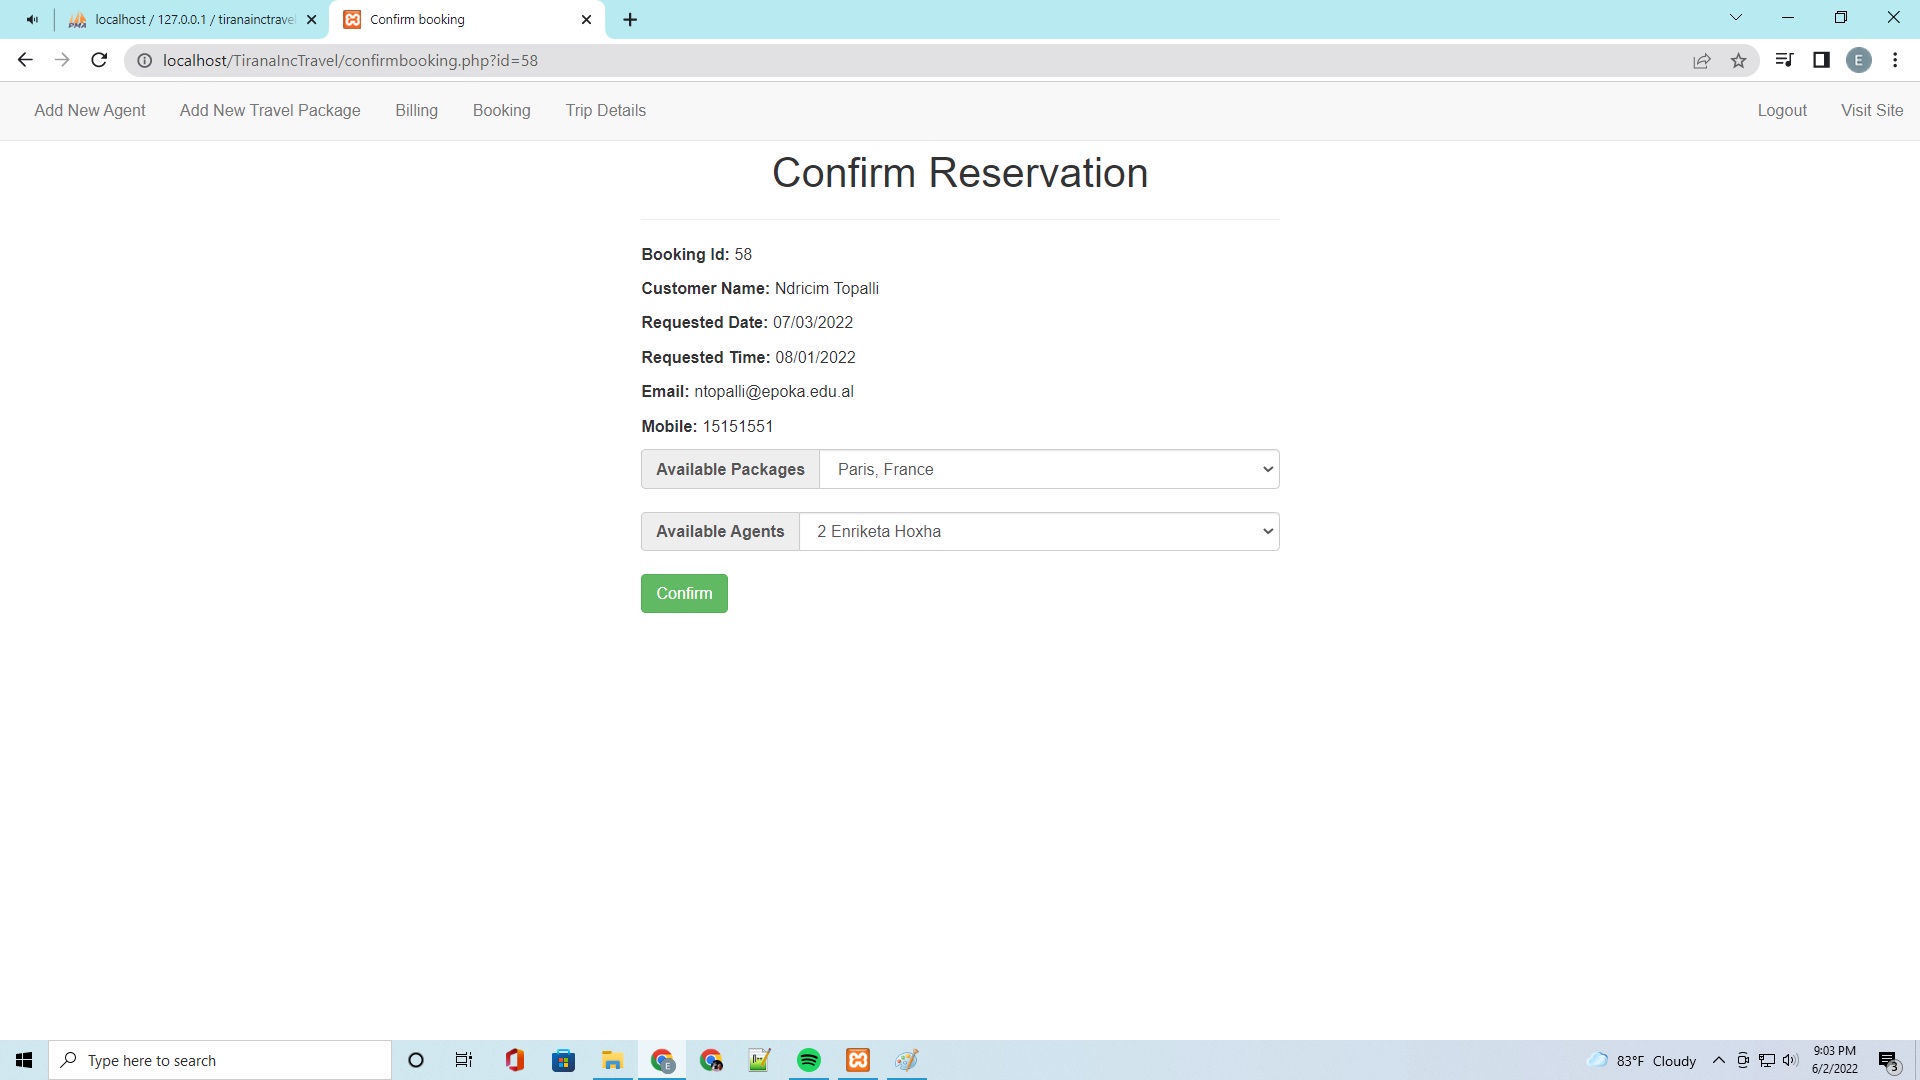 localhost / 127.0.0.1 / tiranainctrave
Confirm booking
localhost/TiranaIncTravel/confirmbooking.php?id=58
E
Add New Agent
Add New Travel Package
Billing
Booking
Trip Details
Logout
Visit Site
Confirm Reservation
Booking Id: 58
Customer Name: Ndricim Topalli
Requested Date: 07/03/2022
Requested Time: 08/01/2022
Email: ntopalli@epoka.edu.al
Mobile: 15151551
Available Packages
Paris, France
Available Agents
2 Enriketa Hoxha
Confirm
Type here to search
83°F Cloudy
9:03 PM
6/2/2022
3